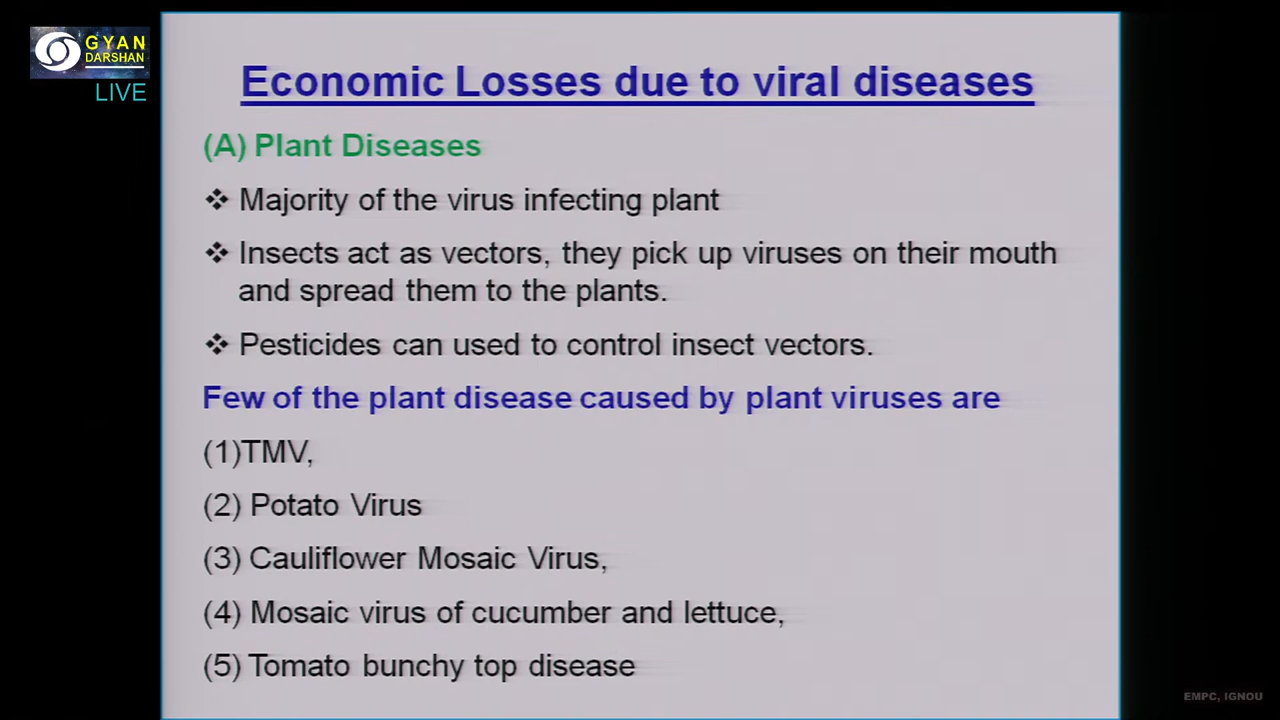 GYAN
DARSHAN
LIVE
Economic Losses due to viral diseases
(A) Plant Diseases
❖ Majority of the virus infecting plant
❖ Insects act as vectors, they pick up viruses on their mouth
and spread them to the plants.
❖ Pesticides can used to control insect vectors.
Few of the plant disease caused by plant viruses are
(1)TMV,
(2) Potato Virus
(3) Cauliflower Mosaic Virus,
(4) Mosaic virus of cucumber and lettuce,
(5) Tomato bunchy top disease
EMPC, IGNOU